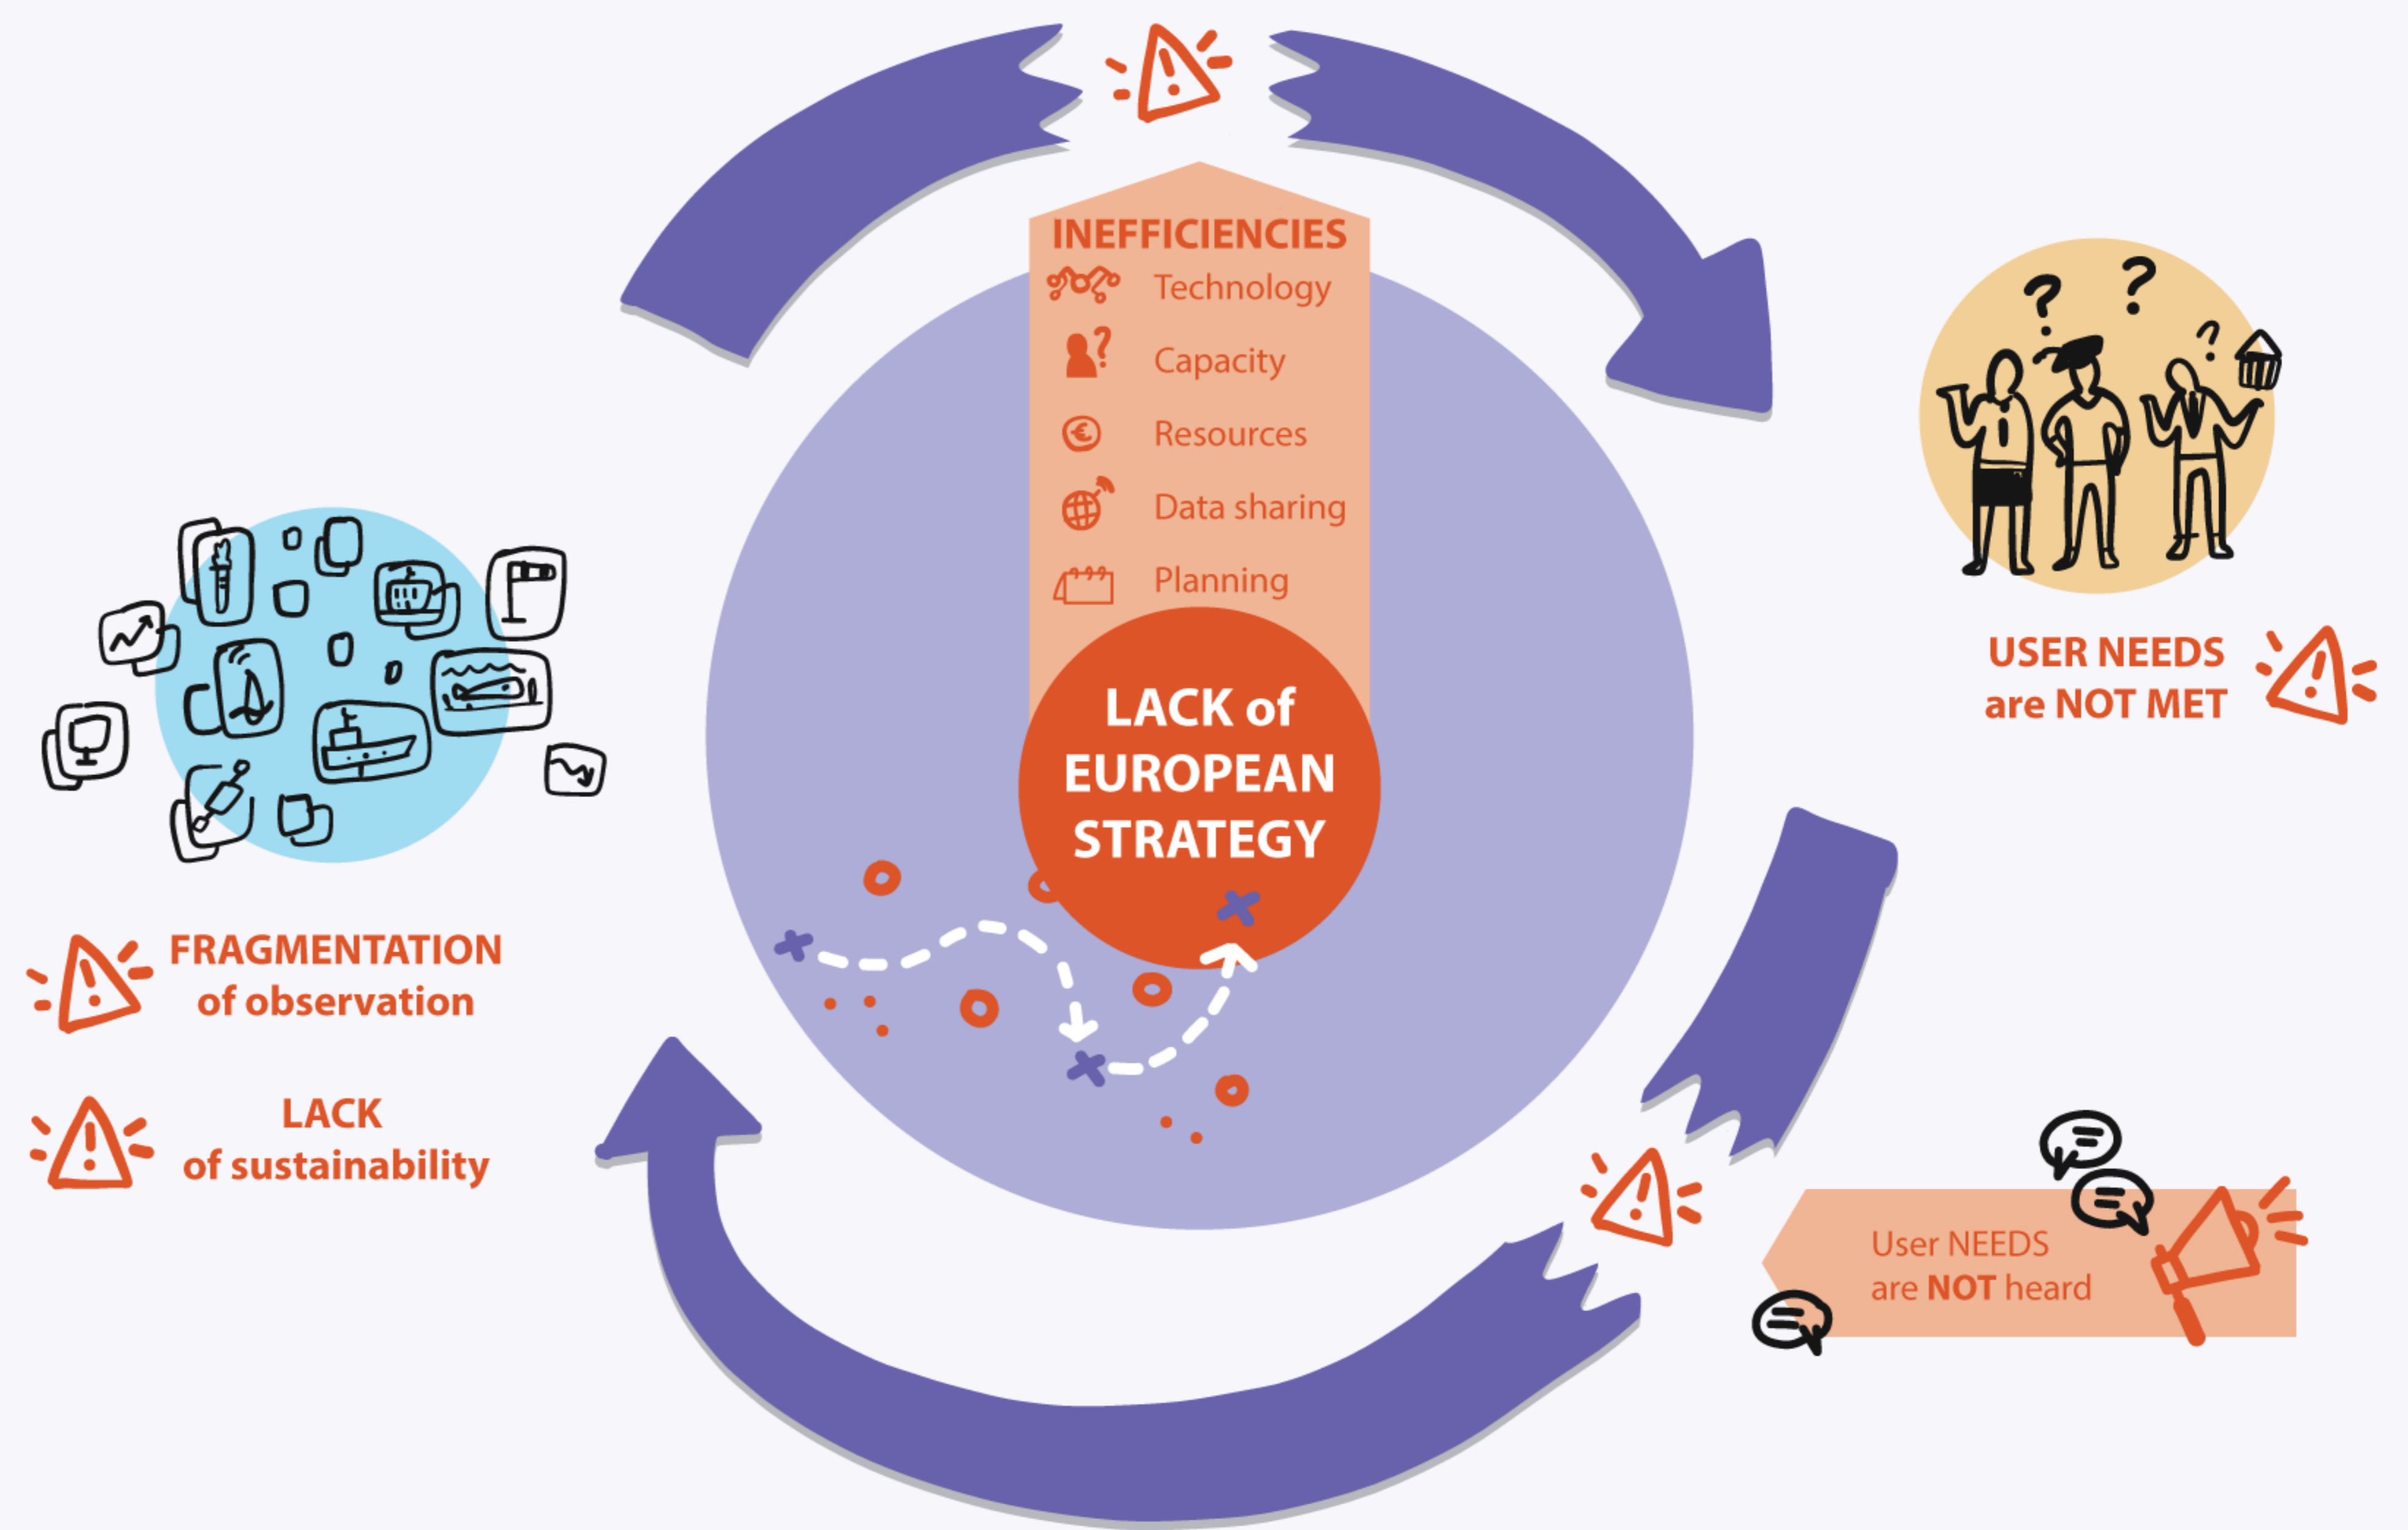 INEFFICIENCIES
Technology
Capacity
Resources
Data sharing
Planning
LACK of
EUROPEAN
STRATEGY
USER NEEDS
are NOT MET
FRAGMENTATION
of observation
LACK
of sustainability
User NEEDS
are NOT heard